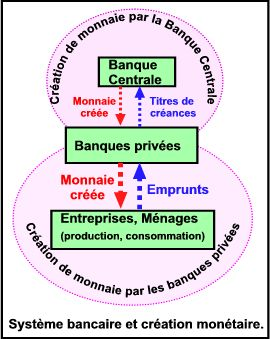 Création de monnaie par la Banque Centrale
Banque
Centrale
Monnaie
créée
Titres de
créances
Banques privées
Monnaie
créée
Emprunts
Entreprises, Ménages
(production, consommation)
Création de monnaie par les banques privées
Système bancaire et création monétaire.